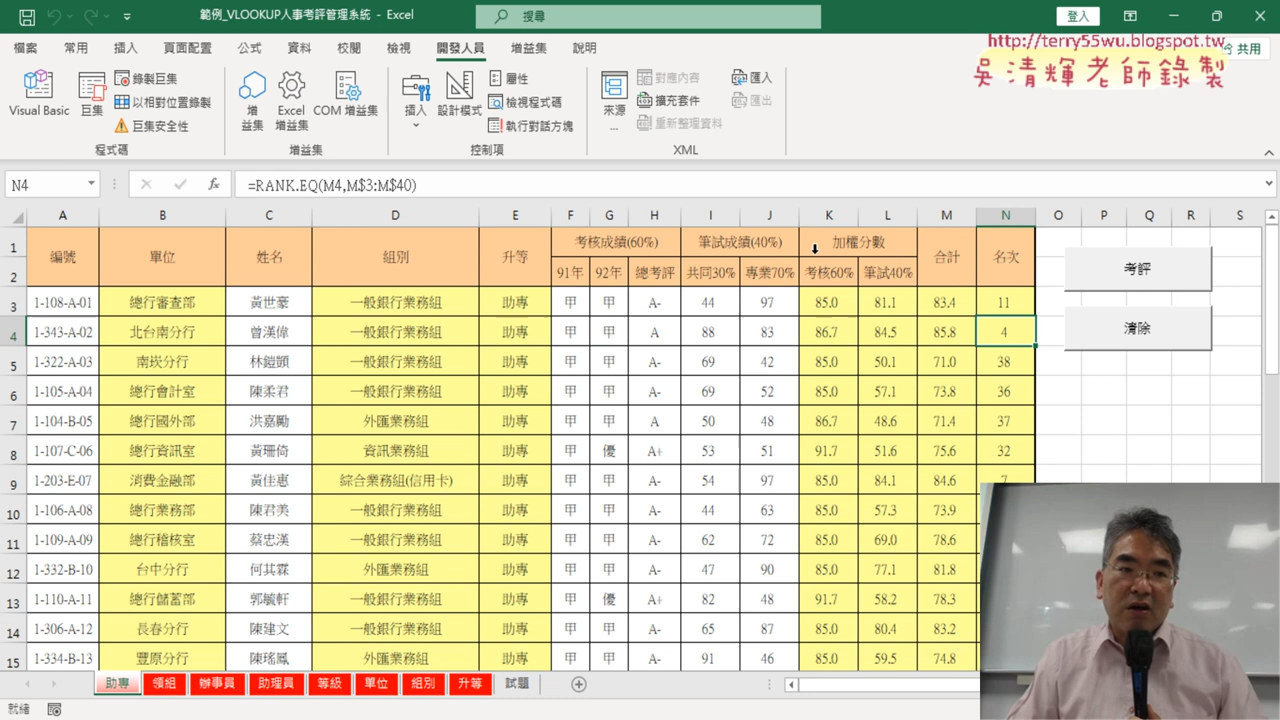 範例_VLOOKUP人事考評管理系統 - Excel
搜尋
登入
檔案 常用 插入 頁面配置 公式 資料 校閱 檢視 開發人員 增益集 說明
共用
http://terry55wu.blogspot.tw
吳清輝老師錄製
Visual Basic 巨集 錄製巨集 以相對位置錄製 巨集安全性
程式碼
增益集 Excel 增益集 COM 增益集
增益集
插入 設計模式 屬性 檢視程式碼 執行對話方塊
控制項
來源... 對應內容 擴充套件 重新整理資料 匯入 匯出
XML
N4 fx =RANK.EQ(M4,M$3:M$40)
A B C D E F G H I J K L M N O P Q R S
1 編號 單位 姓名 組別 升等 考核成績(60%) 筆試成績(40%) 加權分數 合計 名次
2 91年 92年 總考評 共同30% 專業70% 考核60% 筆試40%
3 1-108-A-01 總行審查部 黃世豪 一般銀行業務組 助專 甲 甲 A- 44 97 85.0 81.1 83.4 11
4 1-343-A-02 北台南分行 曾漢偉 一般銀行業務組 助專 甲 甲 A 88 83 86.7 84.5 85.8 4
5 1-322-A-03 南崁分行 林鎧顗 一般銀行業務組 助專 甲 甲 A- 69 42 85.0 50.1 71.0 38
6 1-105-A-04 總行會計室 陳柔君 一般銀行業務組 助專 甲 甲 A- 69 52 85.0 57.1 73.8 36
7 1-104-B-05 總行國外部 洪嘉勵 外匯業務組 助專 甲 甲 A 50 48 86.7 48.6 71.4 37
8 1-107-C-06 總行資訊室 黃珊倚 資訊業務組 助專 甲 優 A+ 53 51 91.7 51.6 75.6 32
9 1-203-E-07 消費金融部 黃佳惠 綜合業務組(信用卡) 助專 甲 甲 A- 54 97 85.0 84.1 84.6 7
10 1-106-A-08 總行業務部 陳君美 一般銀行業務組 助專 甲 甲 A- 44 63 85.0 57.3 73.9
11 1-109-A-09 總行稽核室 蔡忠漢 一般銀行業務組 助專 甲 甲 A- 62 72 85.0 69.0 78.6
12 1-332-B-10 台中分行 何其霖 外匯業務組 助專 甲 甲 A- 47 90 85.0 77.1 81.8
13 1-110-A-11 總行儲蓄部 郭毓軒 一般銀行業務組 助專 甲 優 A+ 82 48 91.7 58.2 78.3
14 1-306-A-12 長春分行 陳建文 一般銀行業務組 助專 甲 甲 A- 65 87 85.0 80.4 83.2
15 1-334-B-13 豐原分行 陳瑤鳳 外匯業務組 助專 甲 甲 A- 91 46 85.0 59.5 74.8
考評
清除
助專 領組 辦事員 助理員 等級 單位 組別 升等 試題
就緒